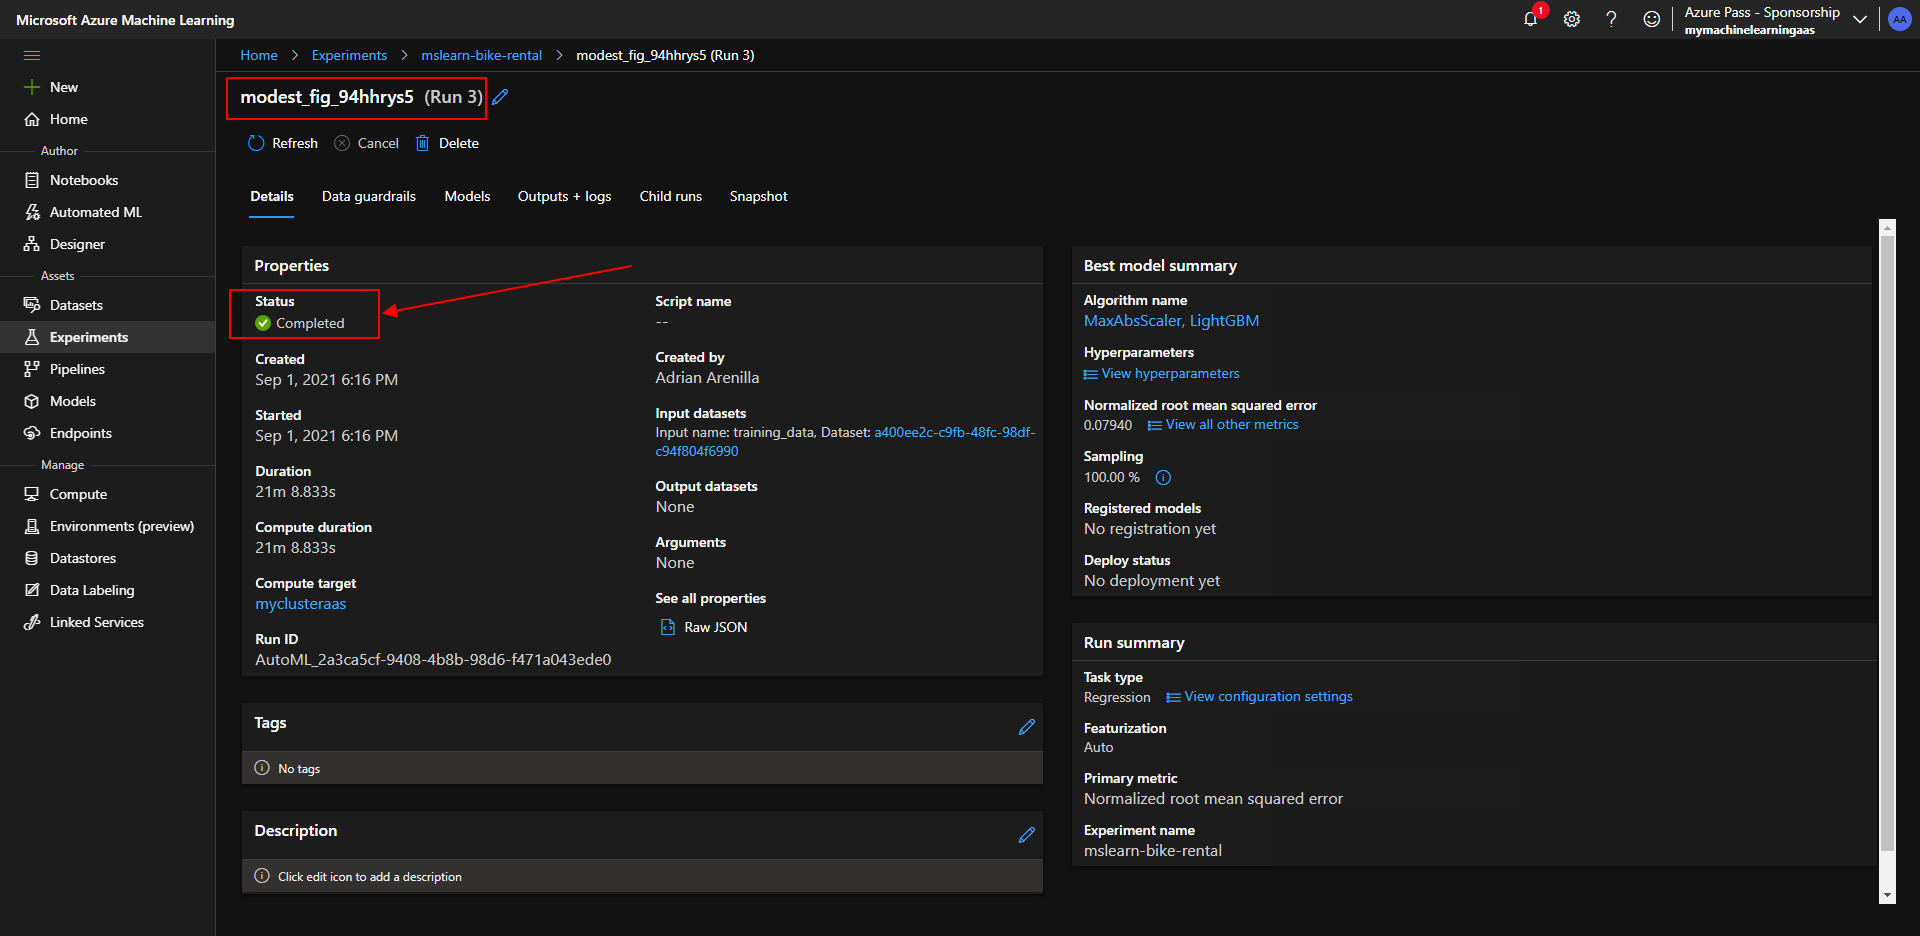 Microsoft Azure Machine Learning
1
Azure Pass - Sponsorship
mymachinelearningaas
AA
New
Home
Author
Notebooks
Automated ML
Designer
Assets
Datasets
Experiments
Pipelines
Models
Endpoints
Manage
Compute
Environments (preview)
Datastores
Data Labeling
Linked Services
Home > Experiments > mslearn-bike-rental > modest_fig_94hhrys5 (Run 3)
modest_fig_94hhrys5 (Run 3)
Refresh Cancel Delete
Details Data guardrails Models Outputs + logs Child runs Snapshot
Properties
Status
Completed
Created
Sep 1, 2021 6:16 PM
Started
Sep 1, 2021 6:16 PM
Duration
21m 8.833s
Compute duration
21m 8.833s
Compute target
myclusteraas
Run ID
AutoML_2a3ca5cf-9408-4b8b-98d6-f471a043ede0
Script name
--
Created by
Adrian Arenilla
Input datasets
Input name: training_data, Dataset: a400ee2c-c9fb-48fc-98df-
c94f804f6990
Output datasets
None
Arguments
None
See all properties
Raw JSON
Tags
No tags
Description
Click edit icon to add a description
Best model summary
Algorithm name
MaxAbsScaler, LightGBM
Hyperparameters
View hyperparameters
Normalized root mean squared error
0.07940 View all other metrics
Sampling
100.00 %
Registered models
No registration yet
Deploy status
No deployment yet
Run summary
Task type
Regression View configuration settings
Featurization
Auto
Primary metric
Normalized root mean squared error
Experiment name
mslearn-bike-rental